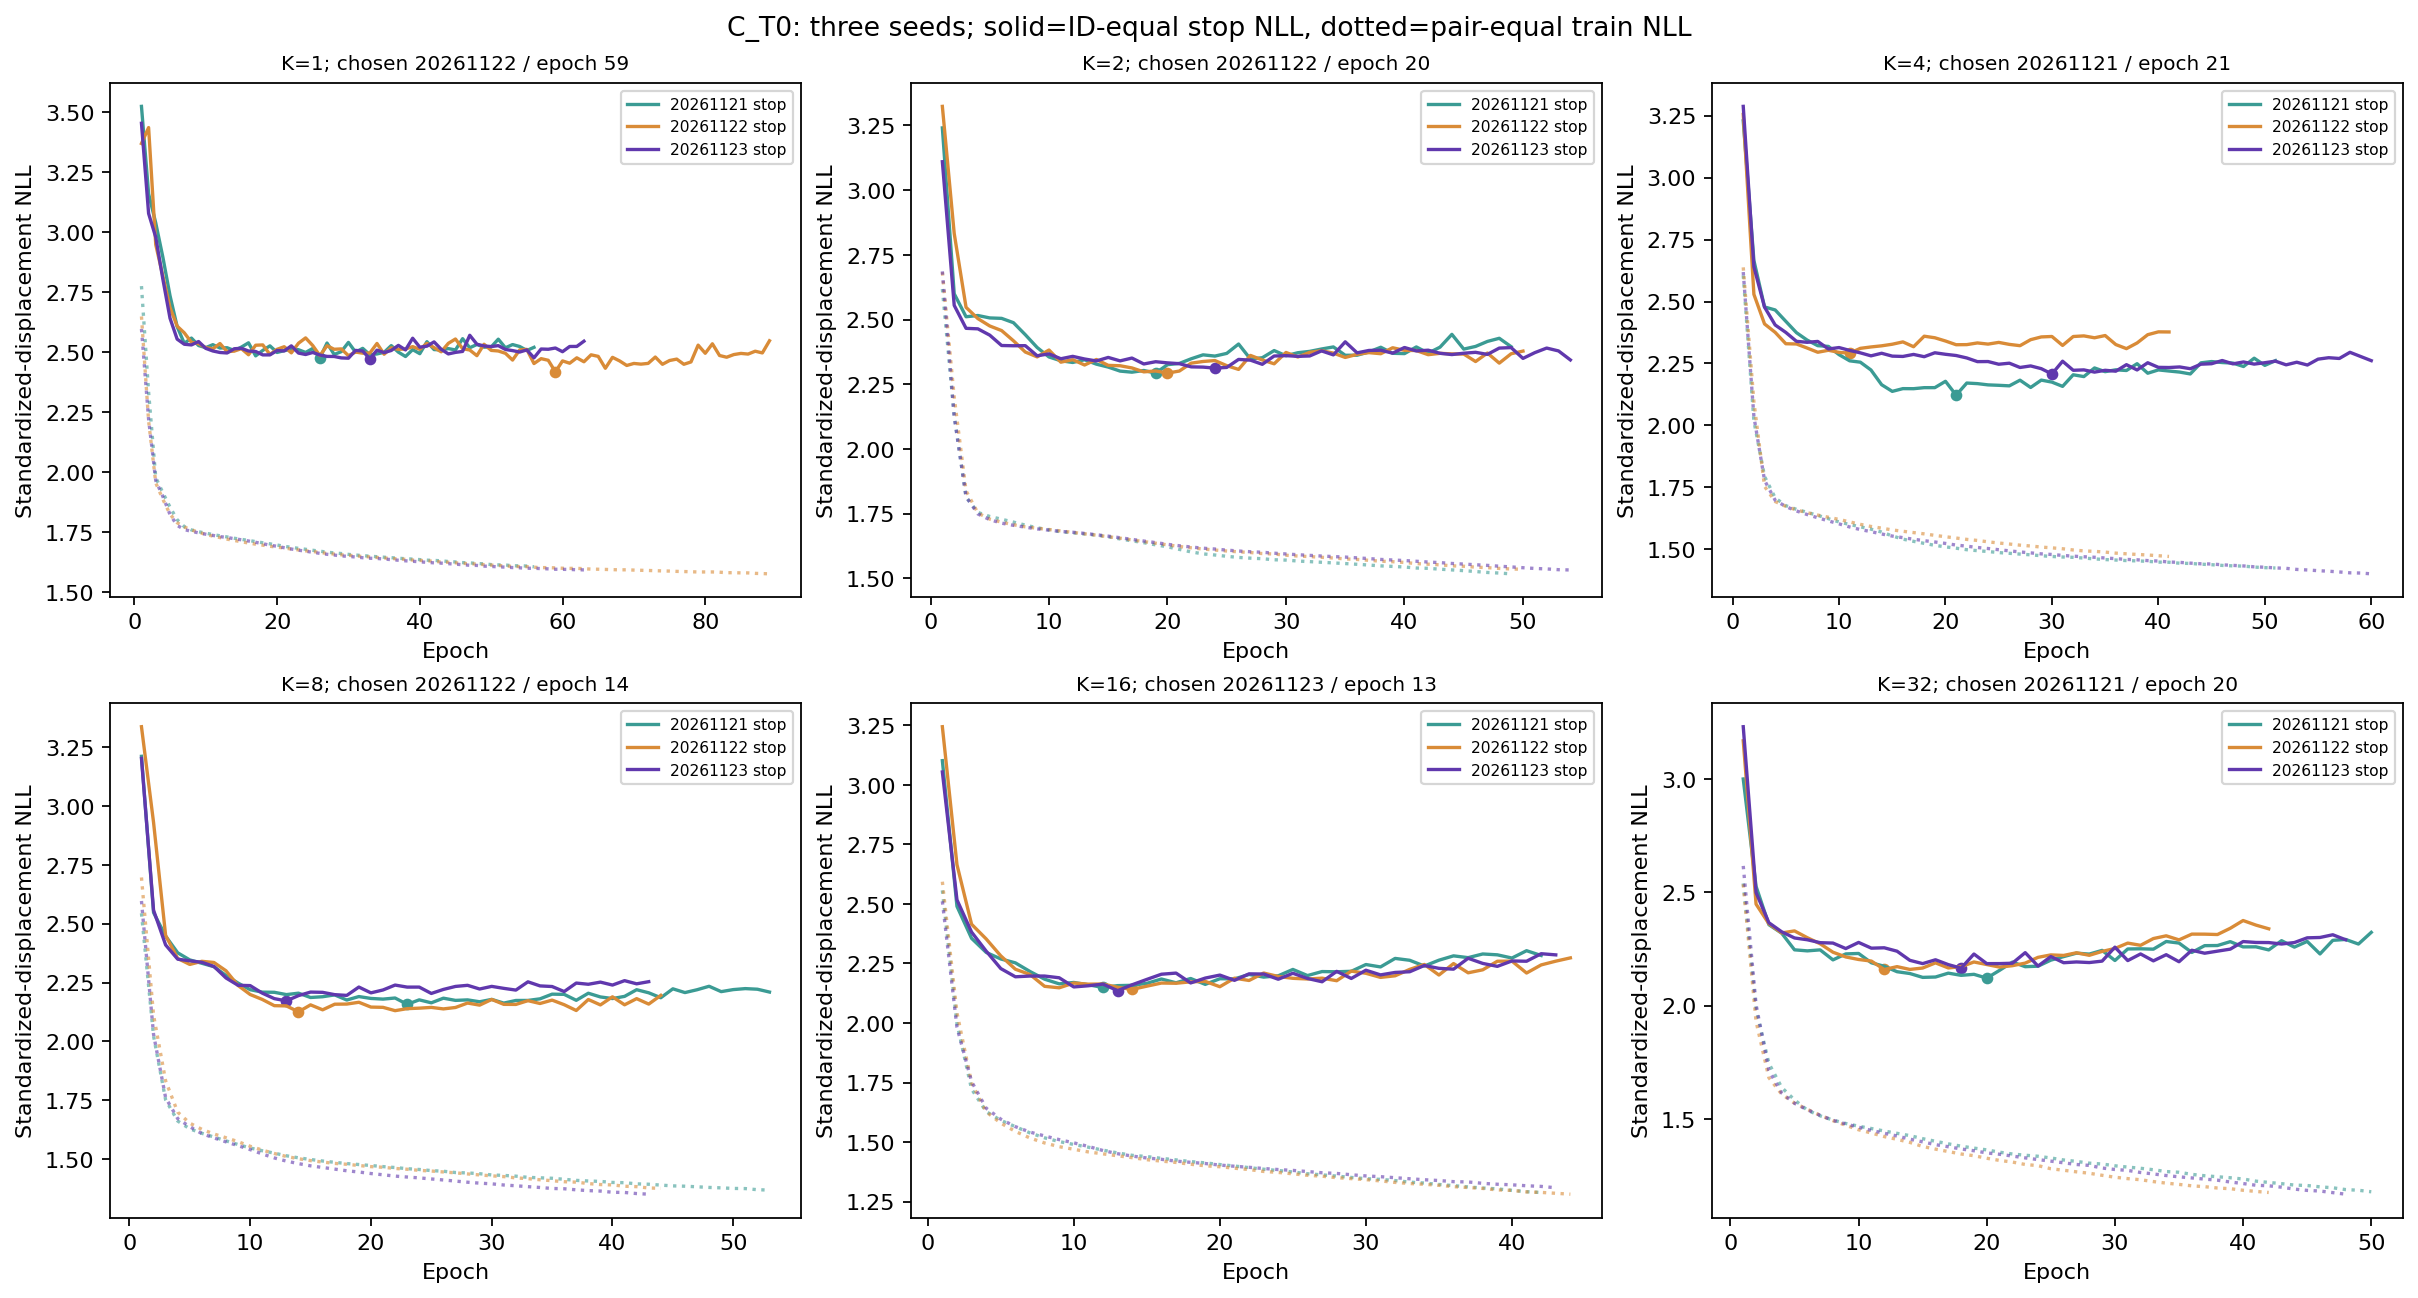 C_T0: three seeds; solid=ID-equal stop NLL, dotted=pair-equal train NLL
K=1; chosen 20261122 / epoch 59
Standardized-displacement NLL
3.50
3.25
3.00
2.75
2.50
2.25
2.00
1.75
1.50
20261121 stop
20261122 stop
20261123 stop
0 20 40 60 80
Epoch
K=2; chosen 20261122 / epoch 20
Standardized-displacement NLL
3.25
3.00
2.75
2.50
2.25
2.00
1.75
1.50
20261121 stop
20261122 stop
20261123 stop
0 10 20 30 40 50
Epoch
K=4; chosen 20261121 / epoch 21
Standardized-displacement NLL
3.25
3.00
2.75
2.50
2.25
2.00
1.75
1.50
20261121 stop
20261122 stop
20261123 stop
0 10 20 30 40 50 60
Epoch
K=8; chosen 20261122 / epoch 14
Standardized-displacement NLL
3.25
3.00
2.75
2.50
2.25
2.00
1.75
1.50
20261121 stop
20261122 stop
20261123 stop
0 10 20 30 40 50
Epoch
K=16; chosen 20261123 / epoch 13
Standardized-displacement NLL
3.25
3.00
2.75
2.50
2.25
2.00
1.75
1.50
1.25
20261121 stop
20261122 stop
20261123 stop
0 10 20 30 40
Epoch
K=32; chosen 20261121 / epoch 20
Standardized-displacement NLL
3.0
2.5
2.0
1.5
20261121 stop
20261122 stop
20261123 stop
0 10 20 30 40 50
Epoch